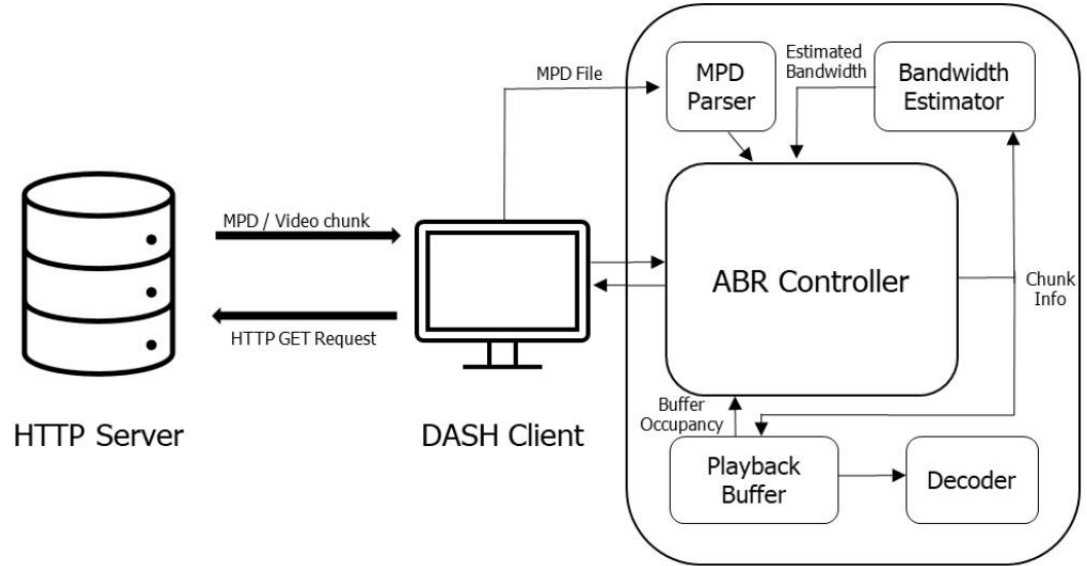 MPD File
MPD
Parser
Estimated
Bandwidth
Bandwidth
Estimator
MPD / Video chunk
HTTP GET Request
ABR Controller
Chunk
Info
HTTP Server
DASH Client
Buffer
Occupancy
Playback
Buffer
Decoder